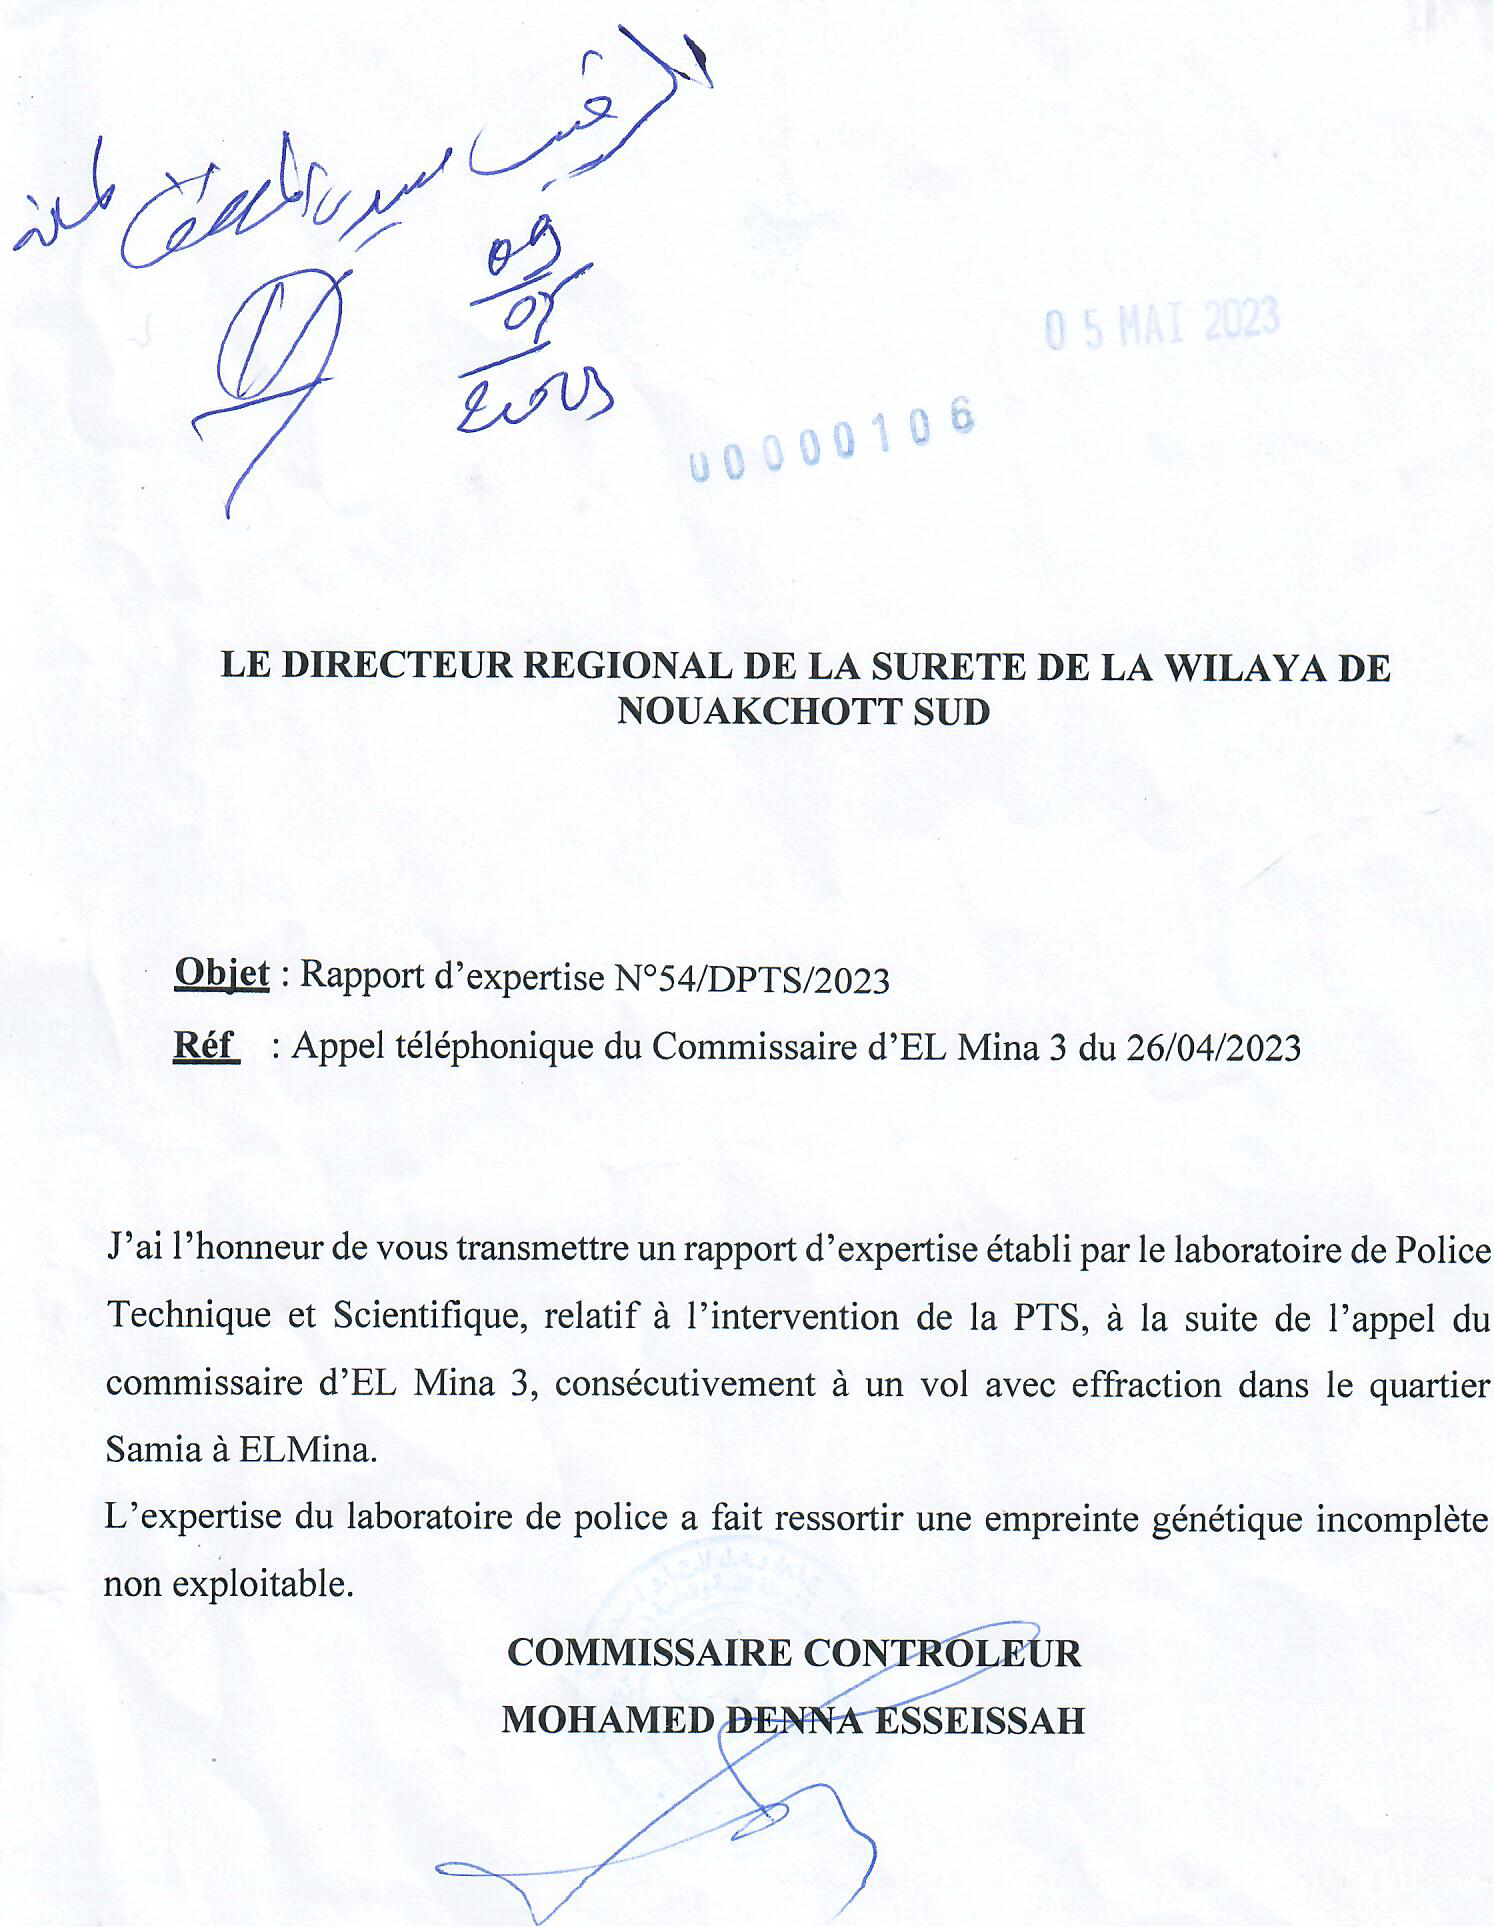 09
05
2023
05 MAI 2023
00000106
LE DIRECTEUR REGIONAL DE LA SURETE DE LA WILAYA DE
NOUAKCHOTT SUD
Objet : Rapport d’expertise N°54/DPTS/2023
Réf : Appel téléphonique du Commissaire d’EL Mina 3 du 26/04/2023
J’ai l’honneur de vous transmettre un rapport d’expertise établi par le laboratoire de Police
Technique et Scientifique, relatif à l’intervention de la PTS, à la suite de l’appel du
commissaire d’EL Mina 3, consécutivement à un vol avec effraction dans le quartier
Samia à ELMina.
L’expertise du laboratoire de police a fait ressortir une empreinte génétique incomplète
non exploitable.
COMMISSAIRE CONTROLEUR
MOHAMED DENNA ESSEISSAH